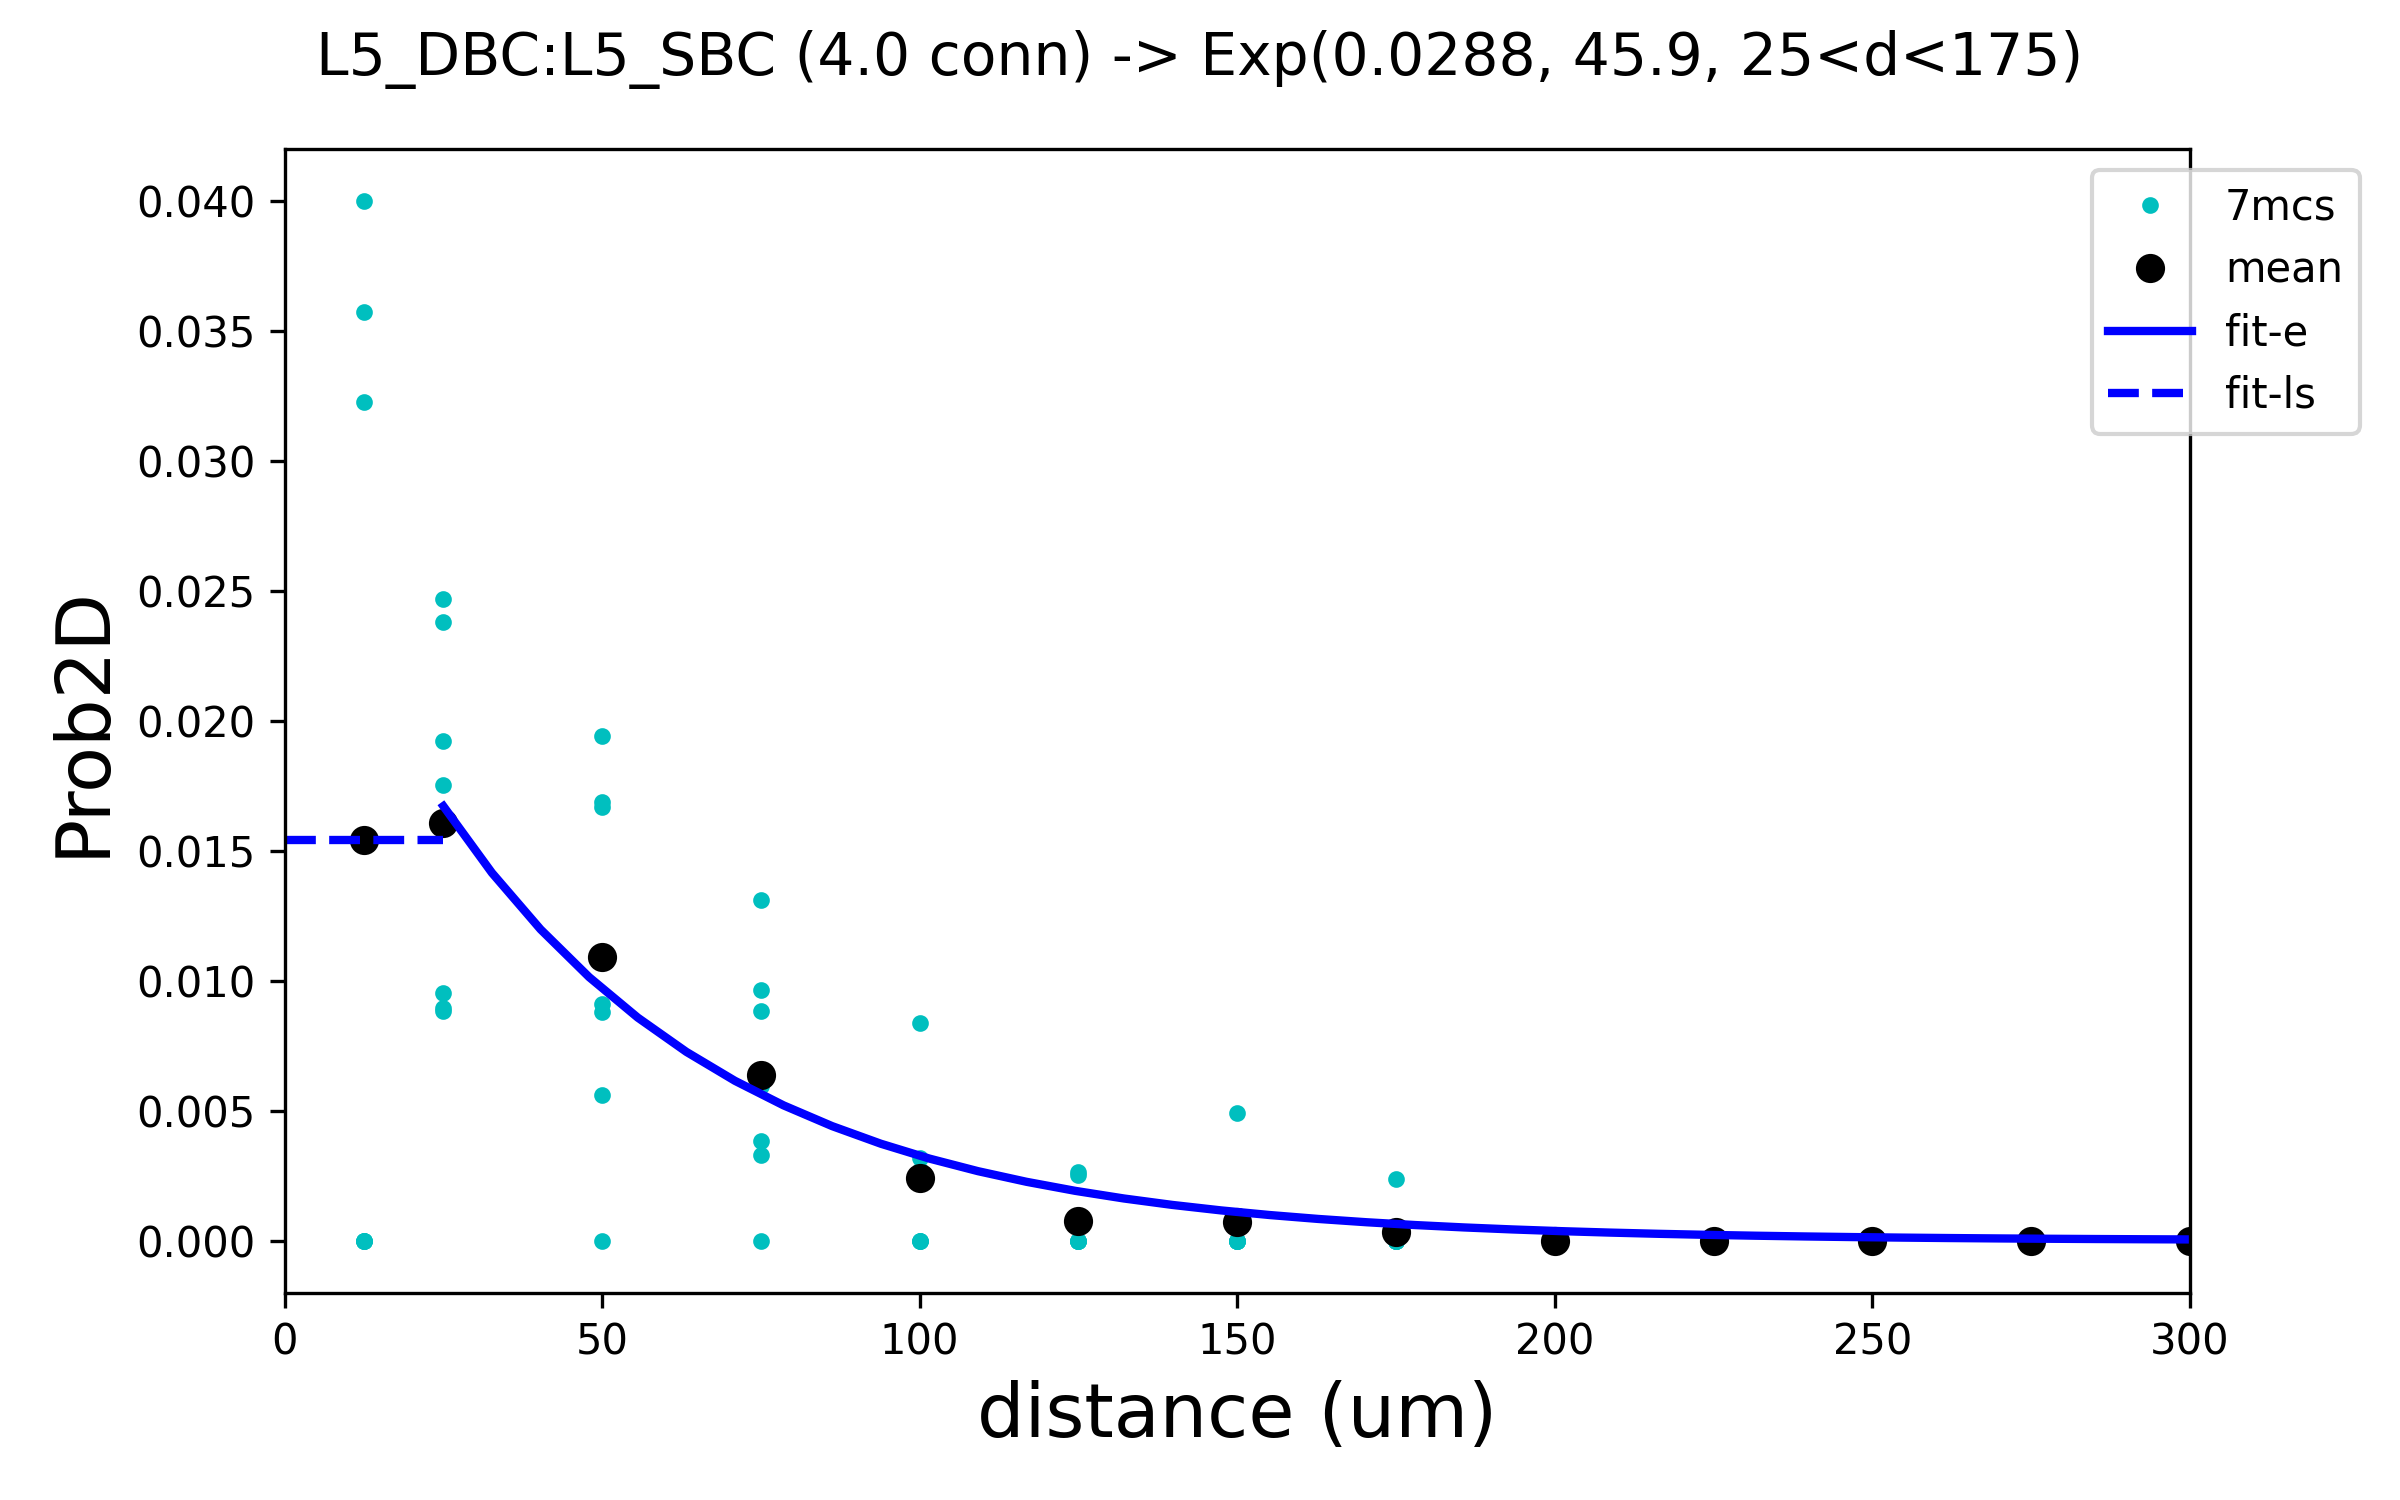 L5_DBC:L5_SBC (4.0 conn) -> Exp(0.0288, 45.9, 25<d<175)
0.040
0.035
0.030
0.025
0.020
0.015
0.010
0.005
0.000
Prob2D
7mcs
mean
fit-e
fit-ls
0 50 100 150 200 250 300
distance (um)